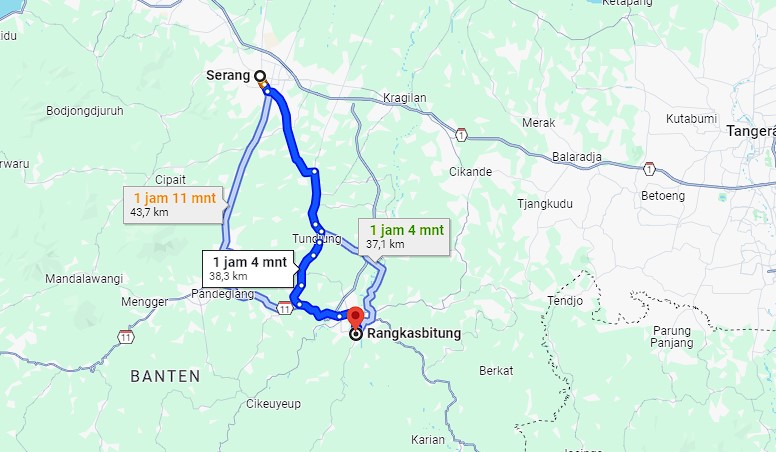 Ketapang
idu
Serang
Kragilan
Bodjongdjuruh
Merak
Kutabumi
1
Tangera
Baladraja
1
rwaru
Cipait
Cikande
Betoeng
1 jam 11 mnt
43,7 km
Tjangkudu
1 jam 4 mnt
37,1 km
Tundjung
1 jam 4 mnt
38,3 km
Mandalawangi
Mengger
Pandeglang
11
Tendjo
11
Rangkasbitung
Parung
Panjang
BANTEN
Berkat
Cikeuyeup
Karian